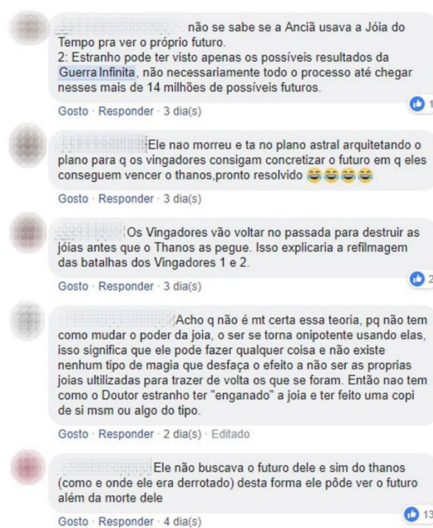 não se sabe se a Anciã usava a Jóia do
Tempo pra ver o próprio futuro.
2: Estranho pode ter visto apenas os possíveis resultados da
Guerra Infinita, não necessariamente todo o processo até chegar
nesses mais de 14 milhões de possíveis futuros.
1
Gosto · Responder · 3 dia(s)
Ele nao morreu e ta no plano astral arquitetando o
plano para q os vingadores consigam concretizar o futuro em q eles
conseguem vencer o thanos,pronto resolvido 😂😂😂😂
Gosto · Responder · 3 dia(s)
Os Vingadores vão voltar no passada para destruir as
jóias antes que o Thanos as pegue. Isso explicaria a refilmagem
das batalhas dos Vingadores 1 e 2.
2
Gosto · Responder · 3 dia(s)
Acho q não é mt certa essa teoria, pq não tem
como mudar o poder da joia, o ser se torna onipotente usando elas,
isso significa que ele pode fazer qualquer coisa e não existe
nenhum tipo de magia que desfaça o efeito a não ser as proprias
joias ultilizadas para trazer de volta os que se foram. Então nao tem
como o Doutor estranho ter "enganado" a joia e ter feito uma copi
de si msm ou algo do tipo.
Gosto · Responder · 2 dia(s) · Editado
Ele não buscava o futuro dele e sim do thanos
(como e onde ele era derrotado) desta forma ele pôde ver o futuro
além da morte dele
13
Gosto · Responder · 4 dia(s)